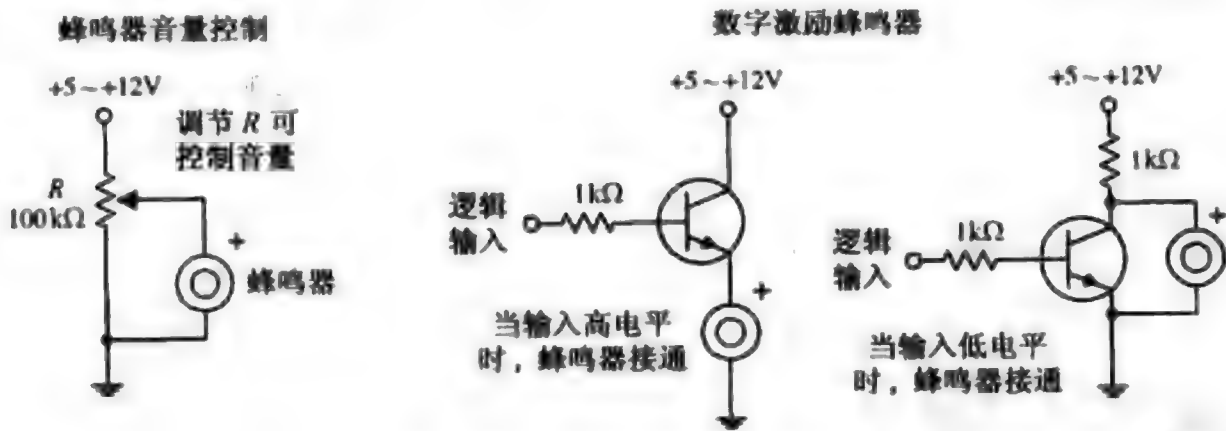 蜂鸣器音量控制
+5~+12V
调节 R 可
控制音量
R
100kΩ
+
蜂鸣器
数字激励蜂鸣器
+5~+12V
逻辑
输入
1kΩ
+
当输入高电平
时，蜂鸣器接通
+5~+12V
1kΩ
逻辑
输入
1kΩ
+
当输入低电平
时，蜂鸣器接通